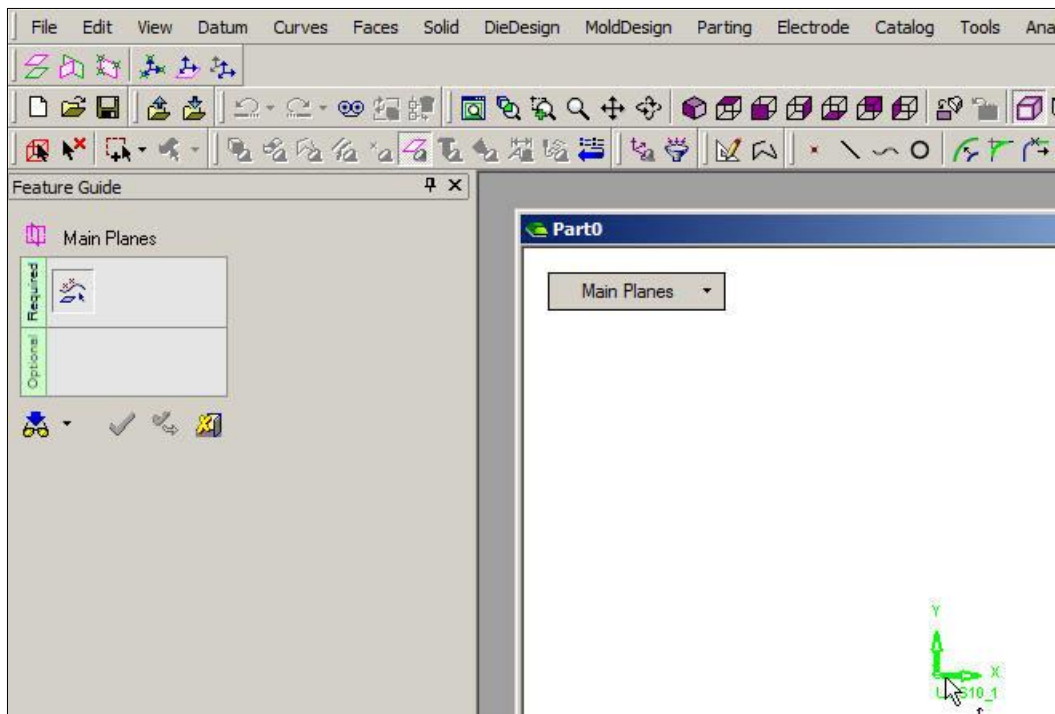 File Edit View Datum Curves Faces Solid DieDesign MoldDesign Parting Electrode Catalog Tools Ana
Feature Guide
Part0
Main Planes
Main Planes
Required
Optional
Y
X